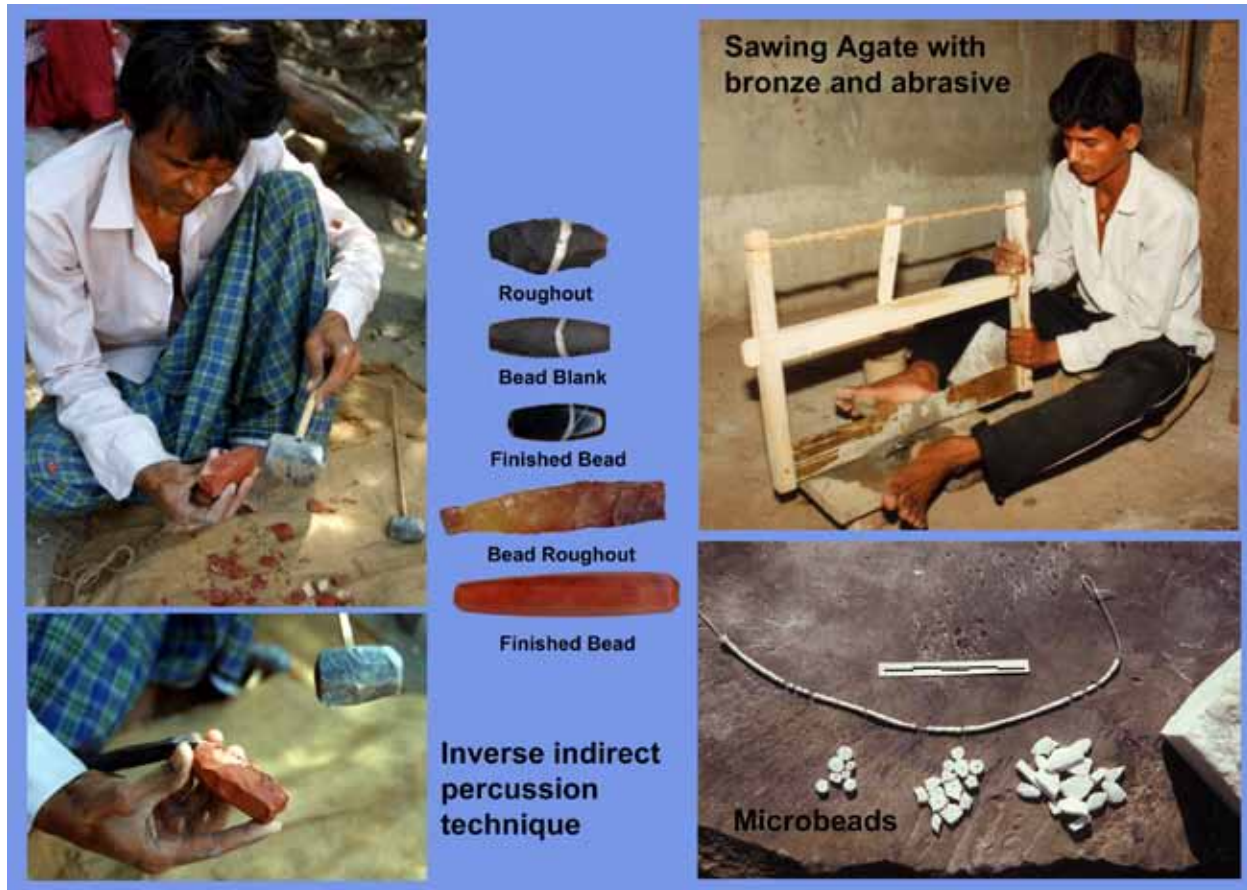 Sawing Agate with
bronze and abrasive
Roughout
Bead Blank
Finished Bead
Bead Roughout
Finished Bead
Inverse indirect
percussion
technique
Microbeads